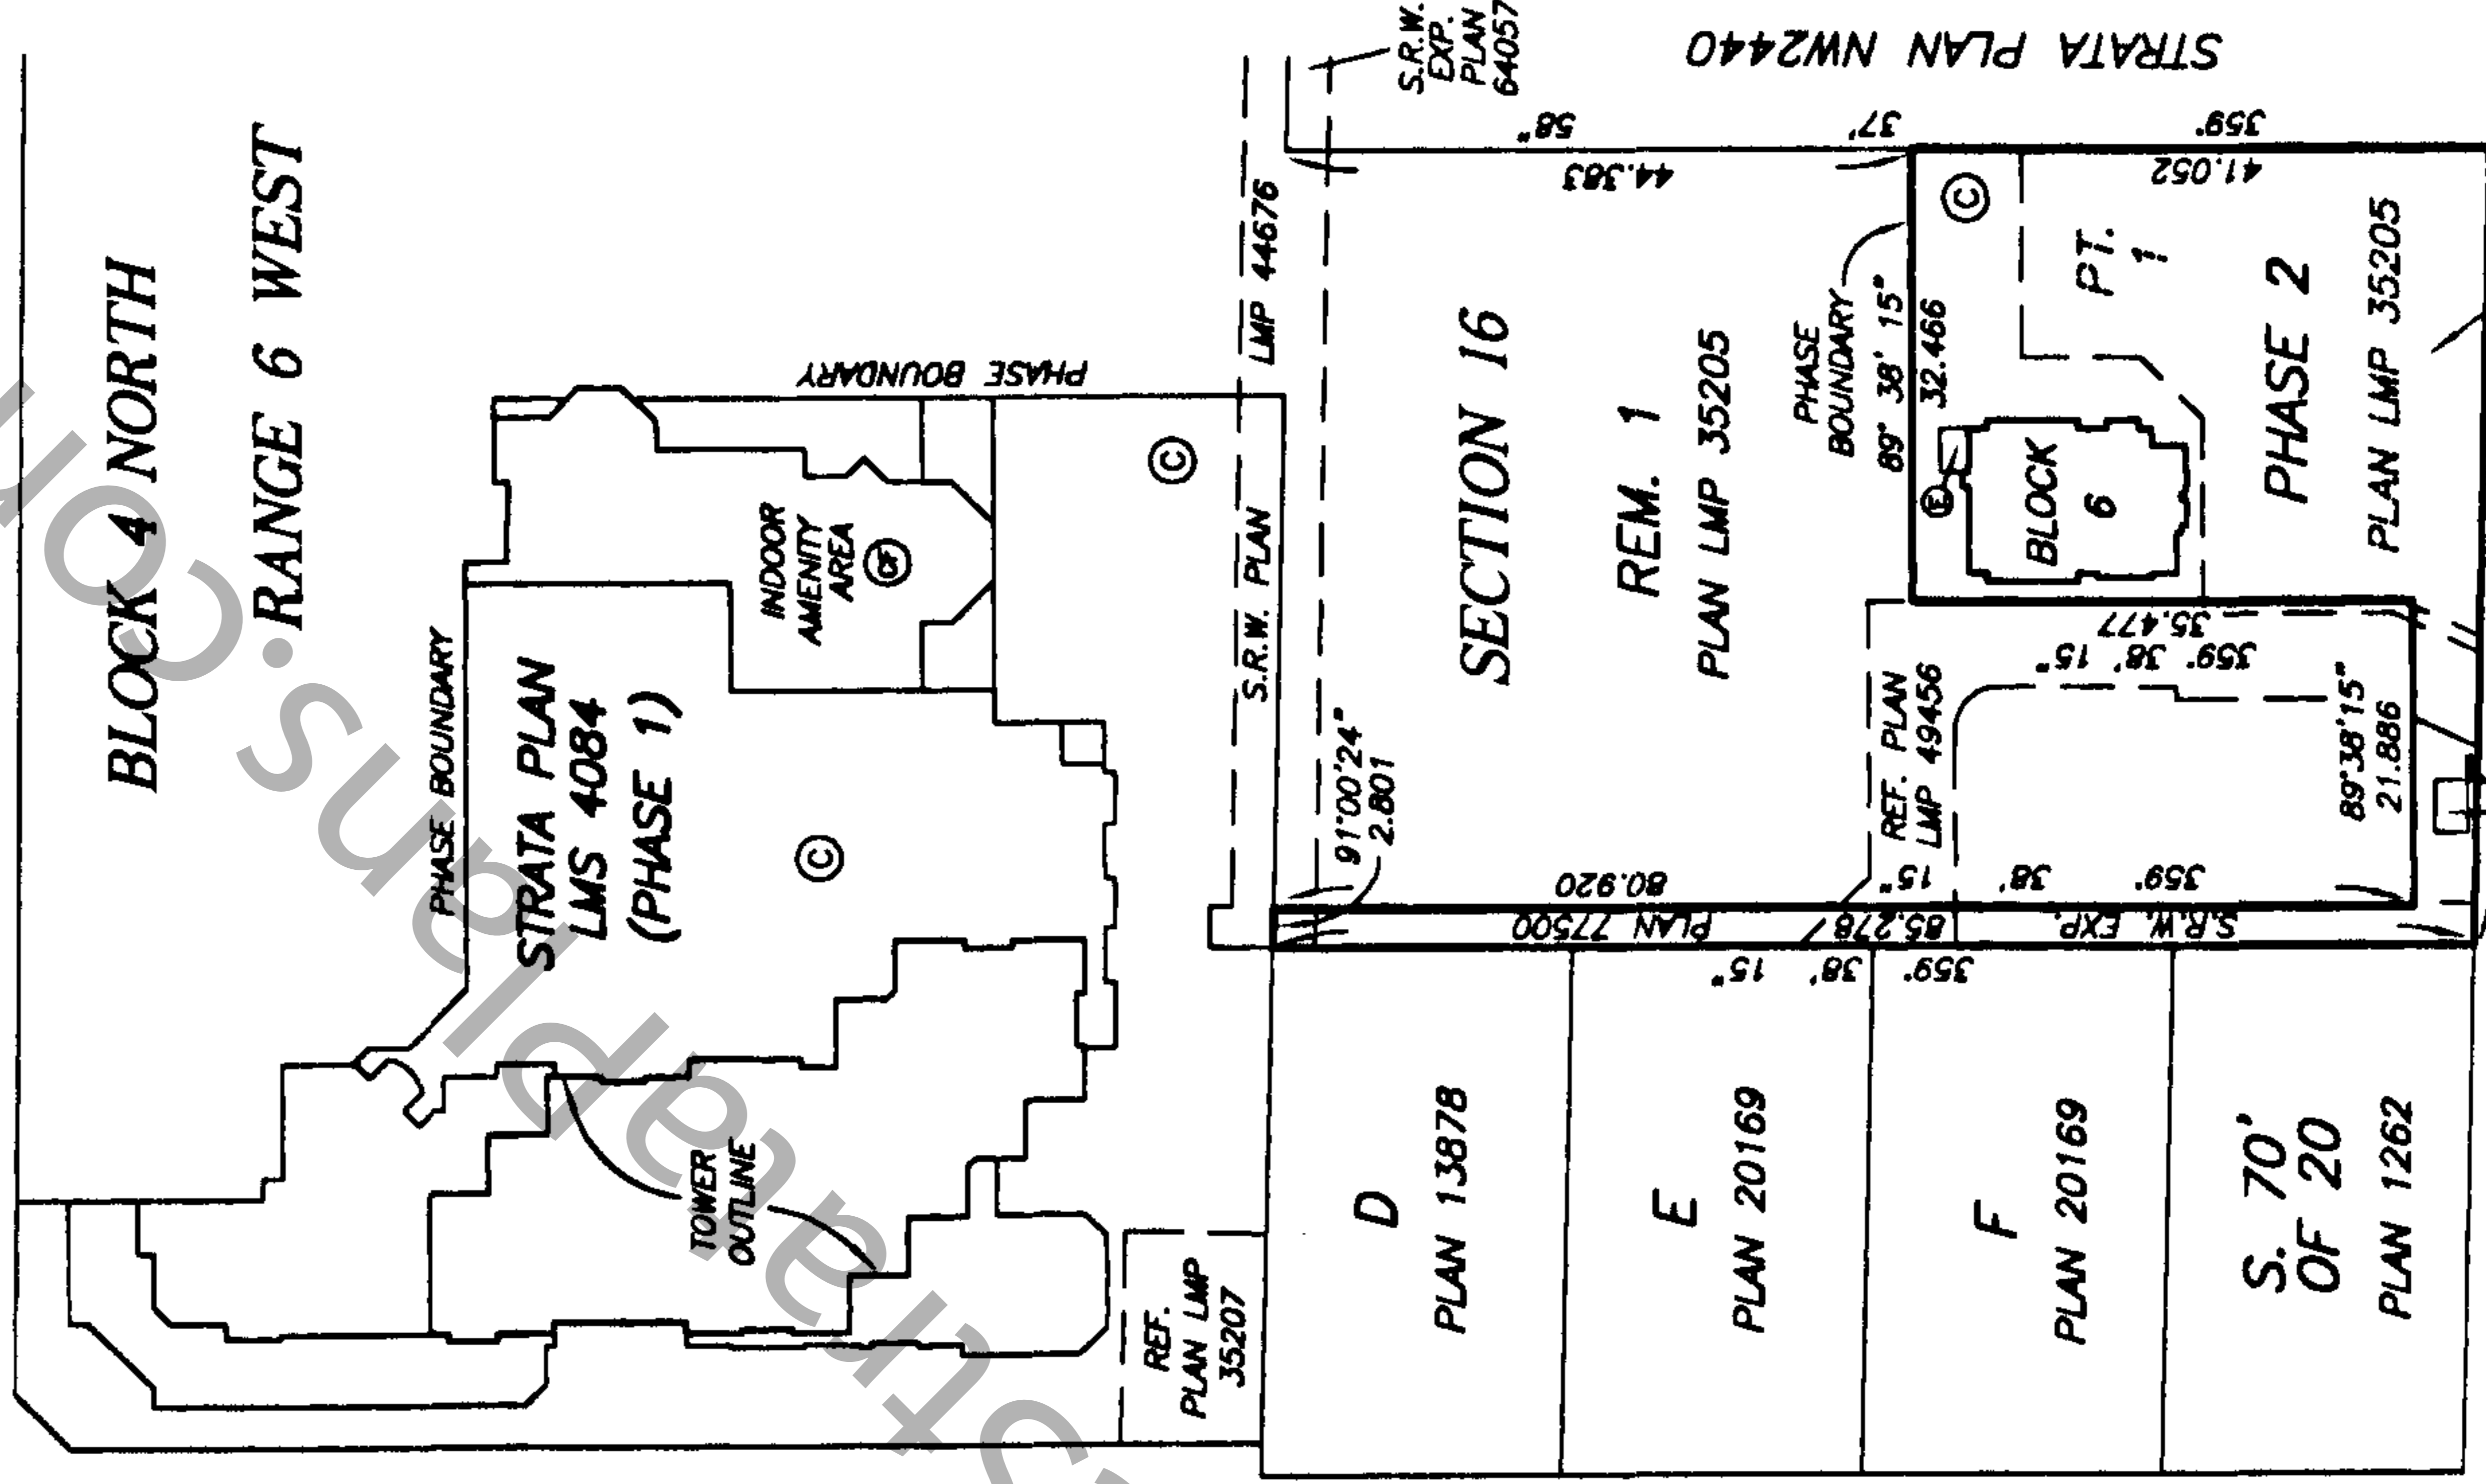 BLOCK 4 NORTH
RANGE 6 WEST
PHASE BOUNDARY
STRATA PLAN
LMS 4084
(PHASE 1)
©
INDOOR
AMENITY
AREA
CF
PHASE BOUNDARY
©
TOWER
OUTLINE
REF.
PLAN LMP
35207
S.R.W. PLAN LMP 44676
S.R.W.
EXP.
PLAN
64057
STRATA PLAN NW2440
359° 37' 58"
44.383
41.052
SECTION 16
REM. 1
PLAN LMP 35205
PHASE
BOUNDARY
89° 38' 15"
32.466
©
PT.
1
BLOCK
6
PHASE 2
PLAN LMP 35205
35.477
359° 38' 15"
REF. PLAN
LMP 49456
89°38'15"
21.886
91°00'24"
2.801
80.920
359° 38' 15"
S.R.W. EXP. PLAN 77500
85.278
359° 38' 15"
D
PLAN 13878
E
PLAN 20169
F
PLAN 20169
S. 70'
OF 20
PLAN 1262